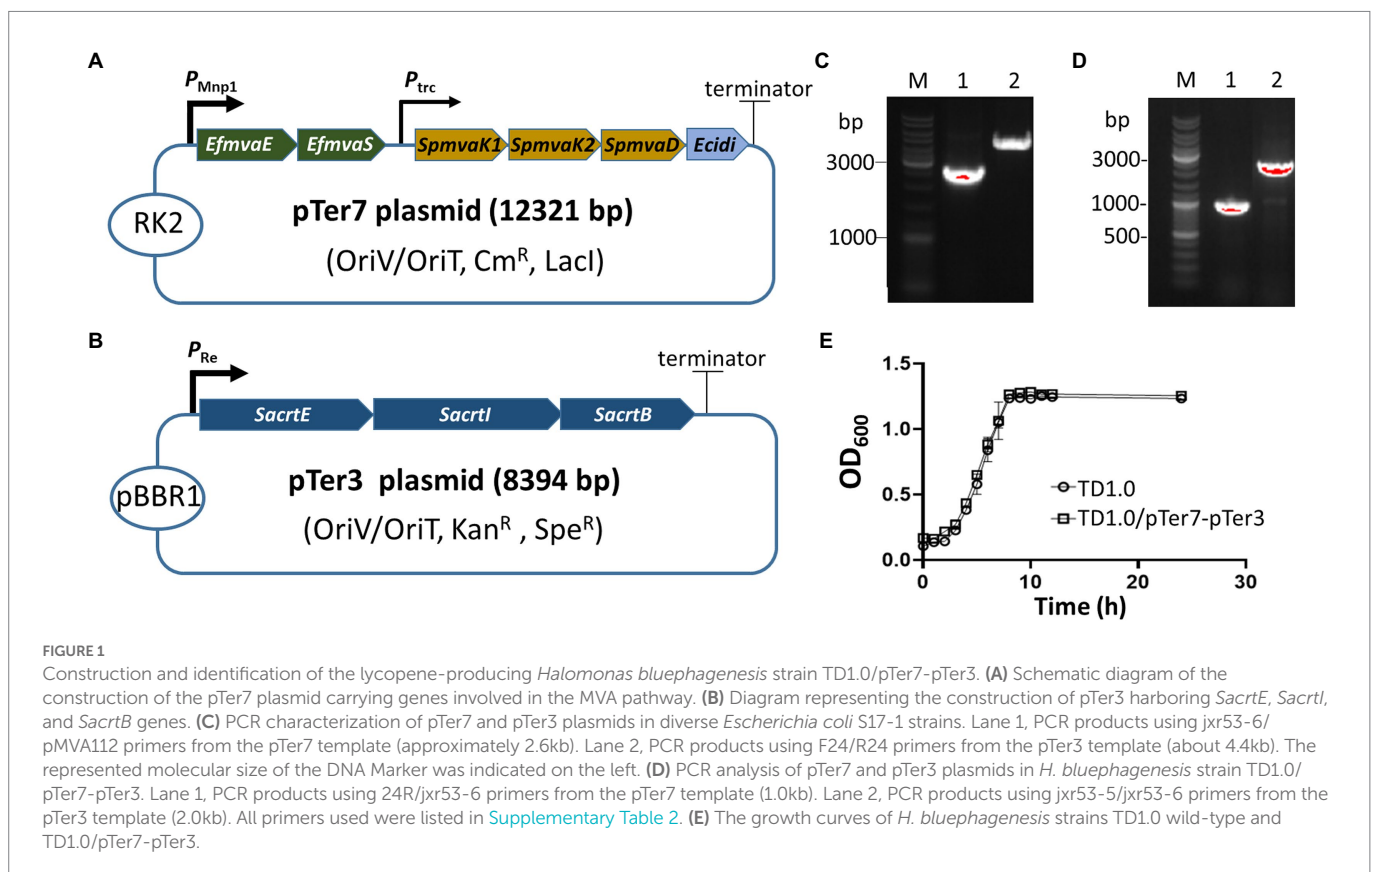 A
P_Mnp1
P_trc
terminator
EfmvaE EfmvaS SpmvaK1 SpmvaK2 SpmvaD Ecidi
RK2
pTer7 plasmid (12321 bp)
(OriV/OriT, Cm^R, LacI)
B
P_Re
terminator
SacrtE SacrtI SacrtB
pBBR1
pTer3 plasmid (8394 bp)
(OriV/OriT, Kan^R , Spe^R)
C
M 1 2
bp
3000
1000
D
M 1 2
bp
3000-
1000-
500-
E
1.5
1.0
0.5
0.0
OD600
TD1.0
TD1.0/pTer7-pTer3
0 10 20 30
Time (h)
FIGURE 1
Construction and identification of the lycopene-producing Halomonas bluephagenesis strain TD1.0/pTer7-pTer3. (A) Schematic diagram of the
construction of the pTer7 plasmid carrying genes involved in the MVA pathway. (B) Diagram representing the construction of pTer3 harboring SacrtE, SacrtI,
and SacrtB genes. (C) PCR characterization of pTer7 and pTer3 plasmids in diverse Escherichia coli S17-1 strains. Lane 1, PCR products using jxr53-6/
pMVA112 primers from the pTer7 template (approximately 2.6kb). Lane 2, PCR products using F24/R24 primers from the pTer3 template (about 4.4kb). The
represented molecular size of the DNA Marker was indicated on the left. (D) PCR analysis of pTer7 and pTer3 plasmids in H. bluephagenesis strain TD1.0/
pTer7-pTer3. Lane 1, PCR products using 24R/jxr53-6 primers from the pTer7 template (1.0kb). Lane 2, PCR products using jxr53-5/jxr53-6 primers from the
pTer3 template (2.0kb). All primers used were listed in Supplementary Table 2. (E) The growth curves of H. bluephagenesis strains TD1.0 wild-type and
TD1.0/pTer7-pTer3.